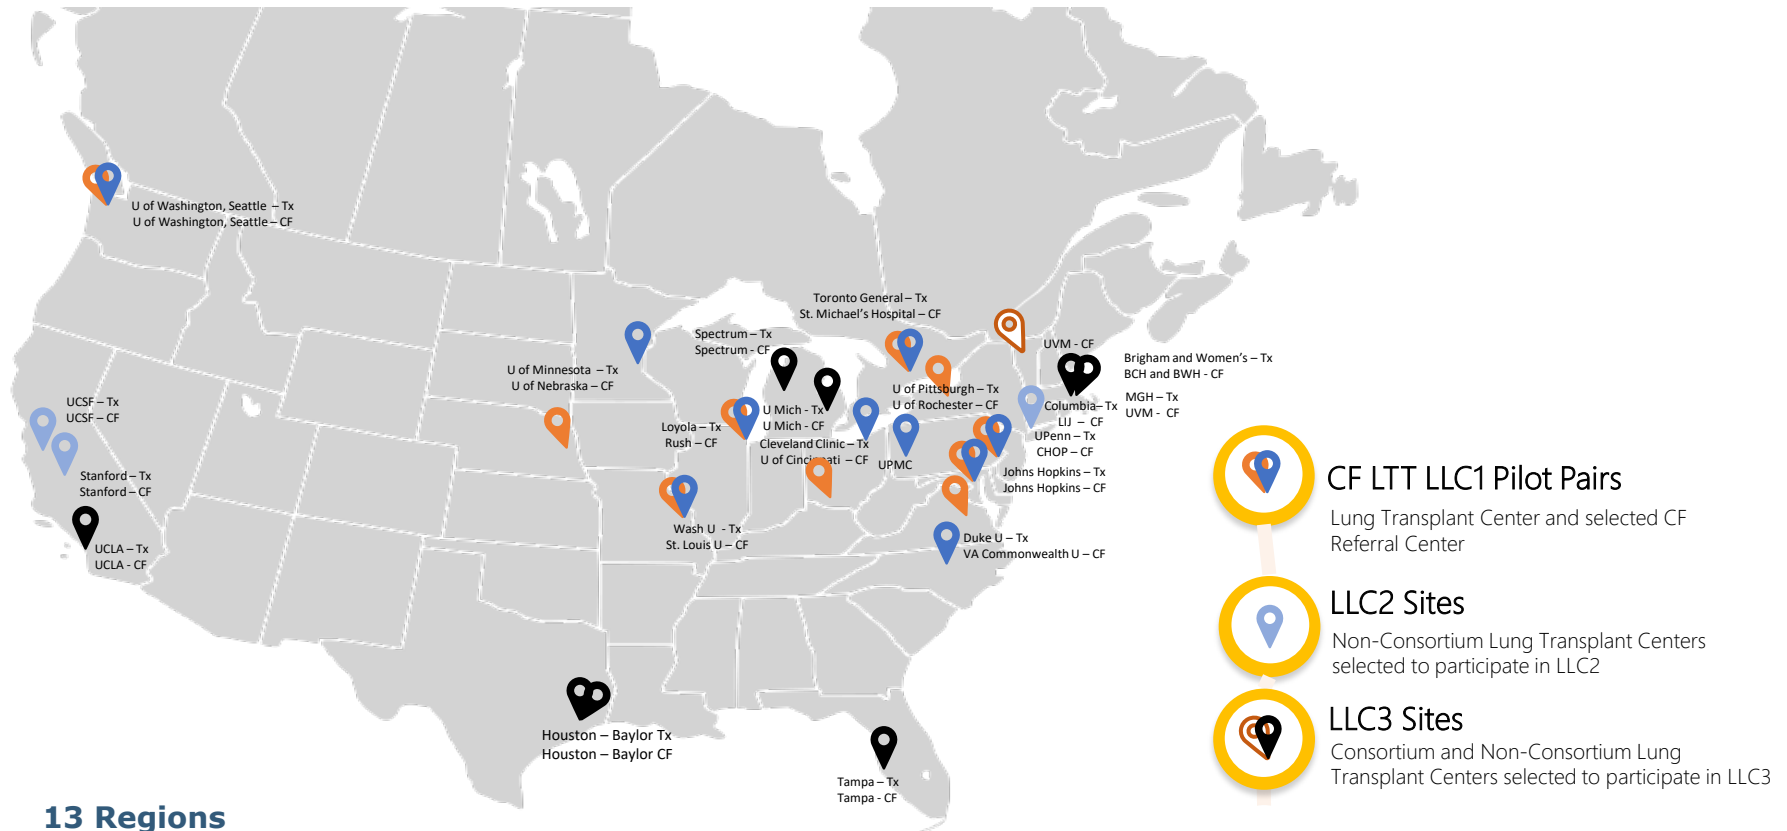 U of Washington, Seattle – Tx
U of Washington, Seattle – CF
Toronto General – Tx
St. Michael's Hospital – CF
Spectrum – Tx
Spectrum - CF
UVM - CF
Brigham and Women's – Tx
BCH and BWH - CF
MGH – Tx
UVM - CF
U of Minnesota – Tx
U of Nebraska – CF
U of Pittsburgh – Tx
U of Rochester – CF
UCSF – Tx
UCSF – CF
Columbia – Tx
LIJ – CF
Loyola – Tx
Rush – CF
U Mich - Tx
U Mich - CF
Cleveland Clinic – Tx
U of Cincinnati – CF
UPMC
UPenn – Tx
CHOP – CF
Johns Hopkins – Tx
Johns Hopkins – CF
Stanford – Tx
Stanford – CF
Wash U - Tx
St. Louis U – CF
Duke U – Tx
VA Commonwealth U – CF
UCLA – Tx
UCLA - CF
Houston – Baylor Tx
Houston – Baylor CF
Tampa – Tx
Tampa - CF
CF LTT LLC1 Pilot Pairs
Lung Transplant Center and selected CF
Referral Center
LLC2 Sites
Non-Consortium Lung Transplant Centers
selected to participate in LLC2
LLC3 Sites
Consortium and Non-Consortium Lung
Transplant Centers selected to participate in LLC3
13 Regions